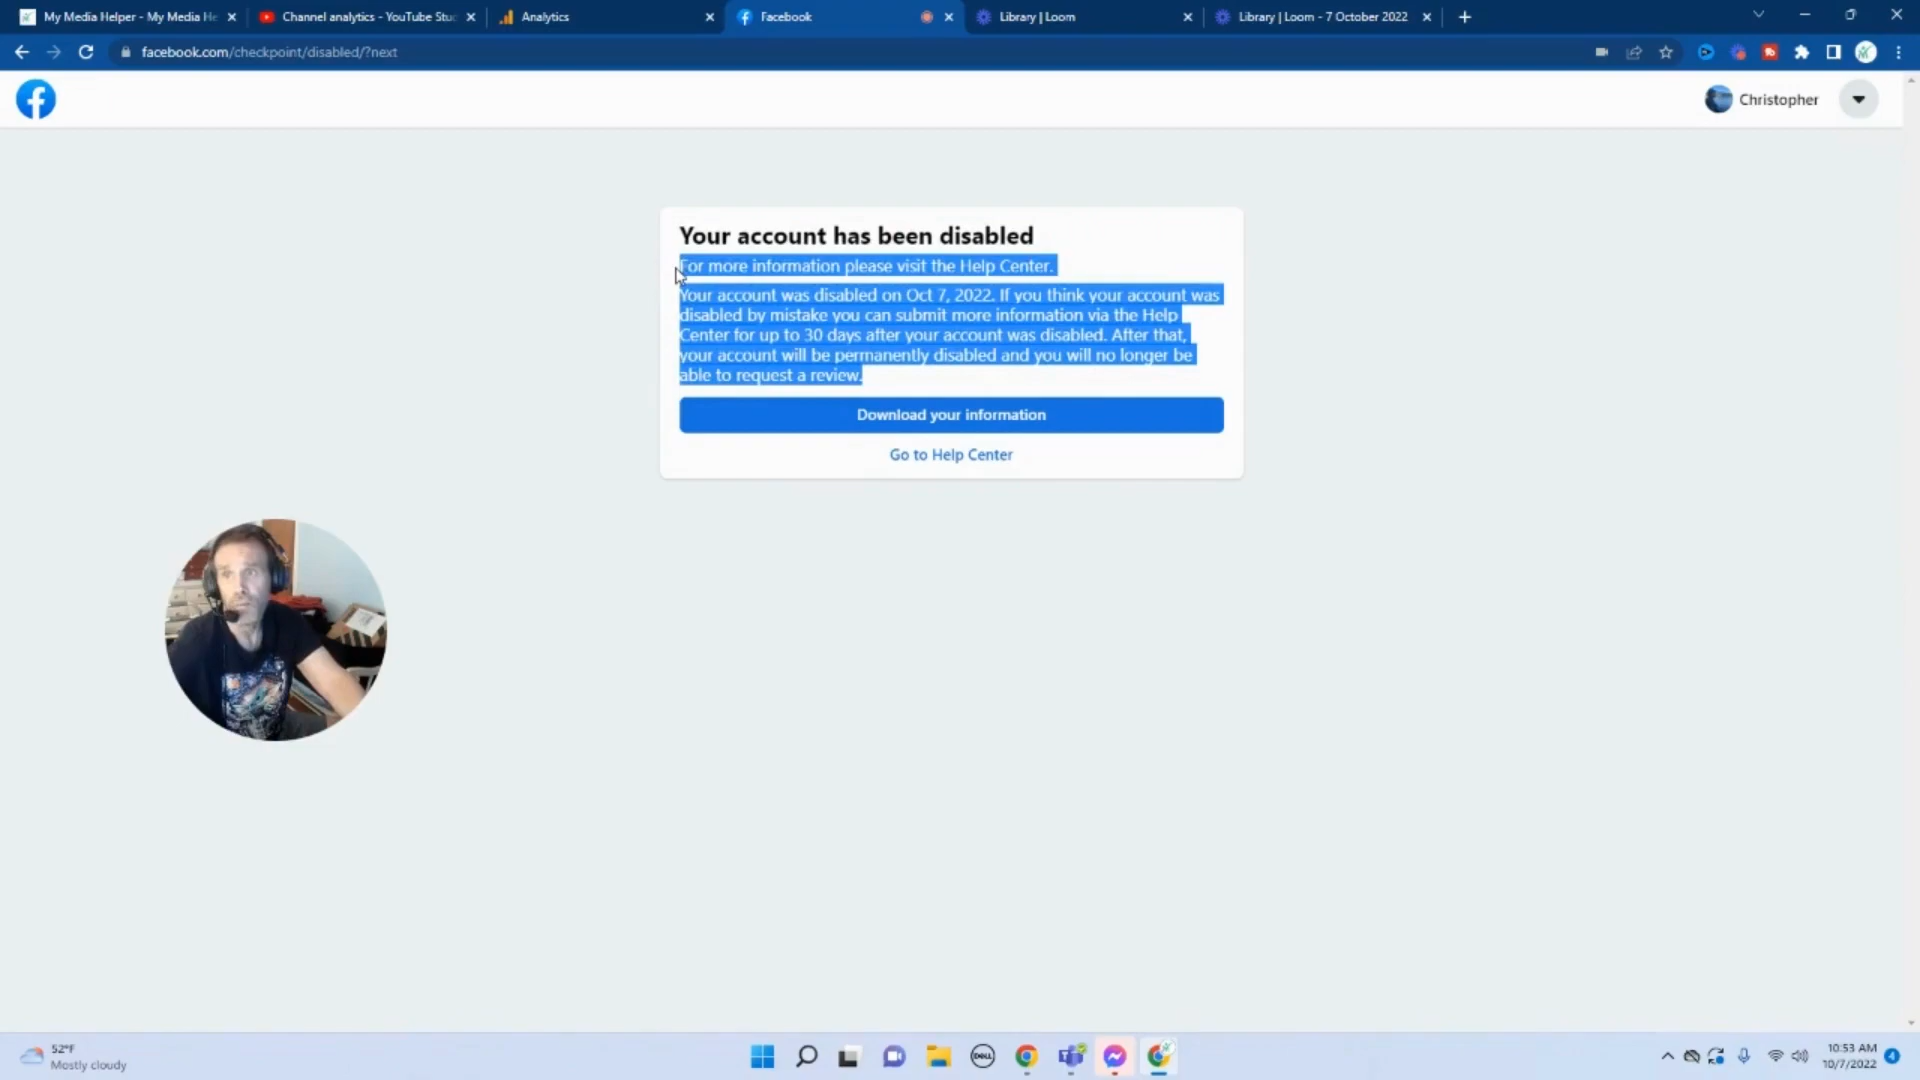 My Media Helper - My Media He
Channel analytics - YouTube Stu
Analytics
Facebook
Library | Loom
Library | Loom - 7 October 2022
facebook.com/checkpoint/disabled/?next
Christopher
Your account has been disabled
For more information please visit the Help Center.
Your account was disabled on Oct 7, 2022. If you think your account was
disabled by mistake you can submit more information via the Help
Center for up to 30 days after your account was disabled. After that,
your account will be permanently disabled and you will no longer be
able to request a review.
Download your information
Go to Help Center
52°F
Mostly cloudy
DELL
10:53 AM
10/7/2022
4